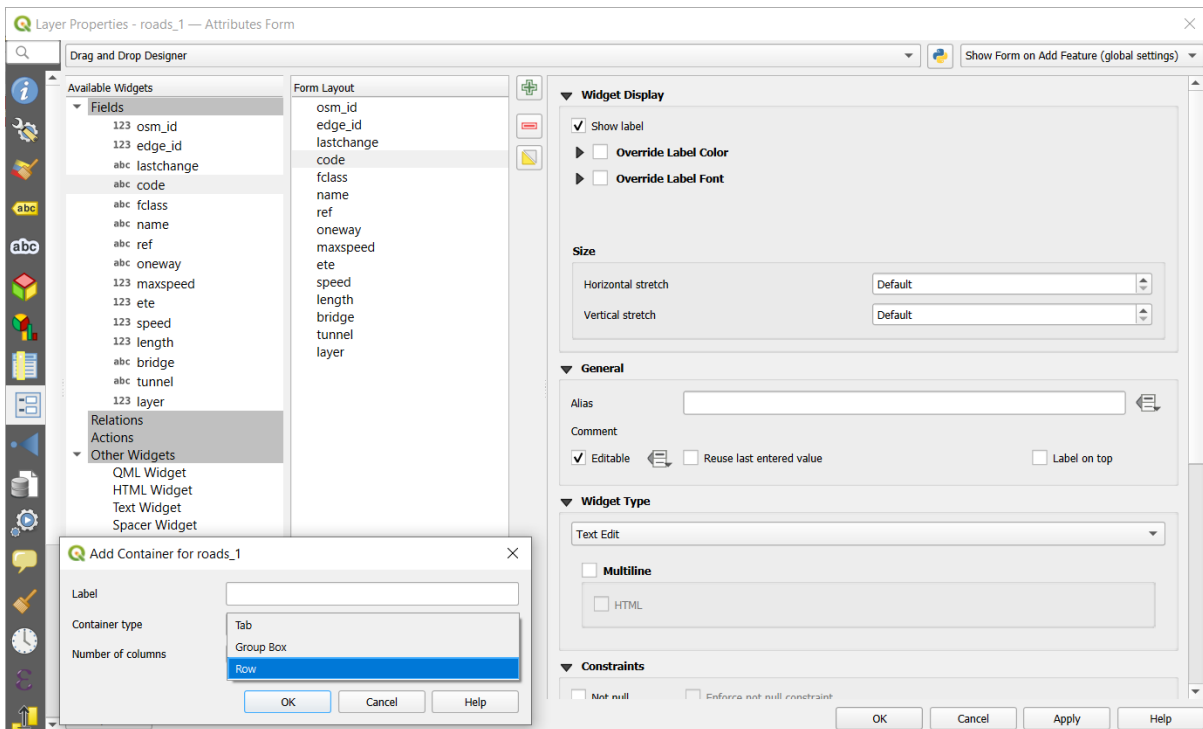 Layer Properties - roads_1 — Attributes Form
Drag and Drop Designer
Show Form on Add Feature (global settings)
Available Widgets
Fields
123 osm_id
123 edge_id
abc lastchange
abc code
abc fclass
abc name
abc ref
abc oneway
123 maxspeed
123 ete
123 speed
123 length
abc bridge
abc tunnel
123 layer
Relations
Actions
Other Widgets
QML Widget
HTML Widget
Text Widget
Spacer Widget
Form Layout
osm_id
edge_id
lastchange
code
fclass
name
ref
oneway
maxspeed
ete
speed
length
bridge
tunnel
layer
Widget Display
Show label
Override Label Color
Override Label Font
Size
Horizontal stretch
Default
Vertical stretch
Default
General
Alias
Comment
Editable
Reuse last entered value
Label on top
Widget Type
Text Edit
Multiline
HTML
Constraints
Not null
Enforce not null constraint
OK
Cancel
Apply
Help
Add Container for roads_1
Label
Container type
Tab
Group Box
Row
Number of columns
OK
Cancel
Help
abc
abc